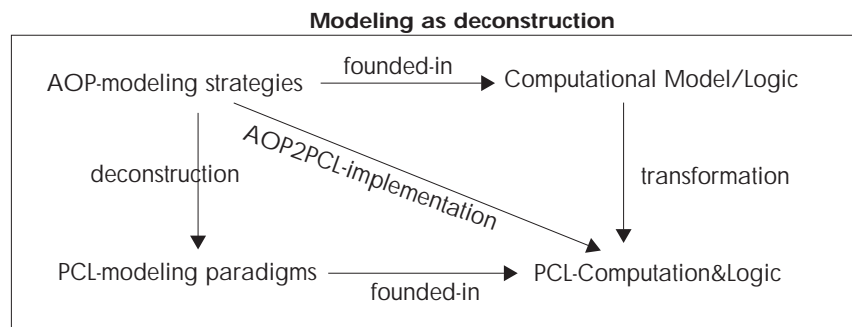 Modeling as deconstruction
AOP-modeling strategies
founded-in
Computational Model/Logic
AOP2PCL-implementation
deconstruction
transformation
PCL-modeling paradigms
founded-in
PCL-Computation&Logic